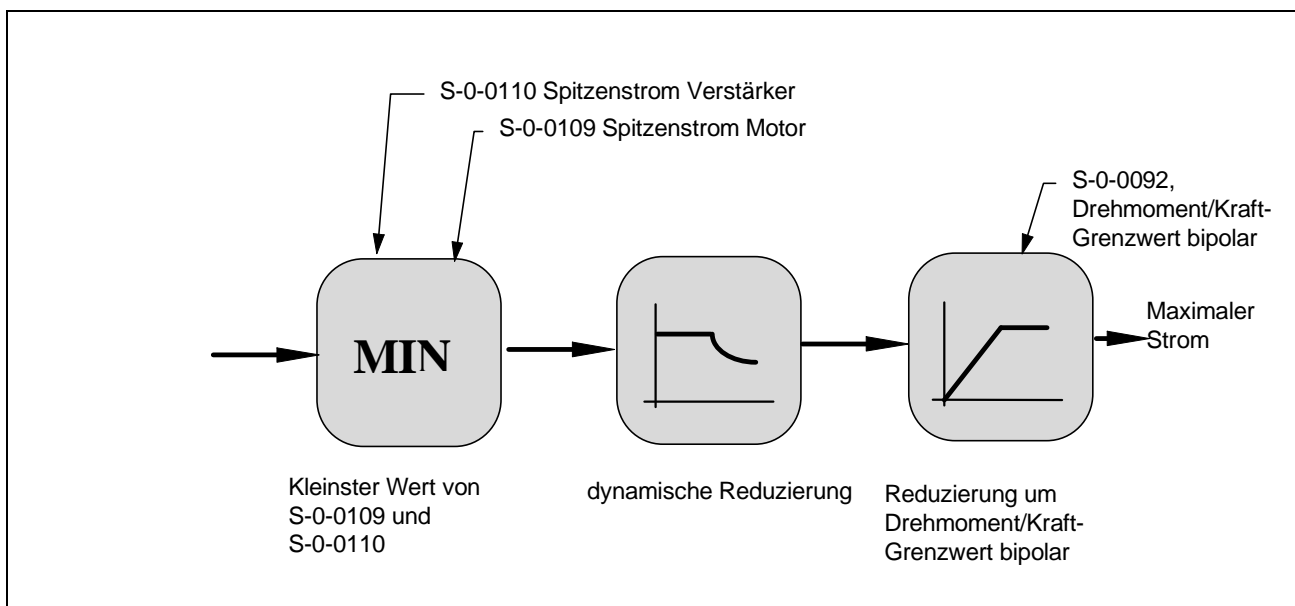 S-0-0110 Spitzenstrom Verstärker
S-0-0109 Spitzenstrom Motor
S-0-0092,
Drehmoment/Kraft-
Grenzwert bipolar
MIN
Maximaler
Strom
Kleinster Wert von
S-0-0109 und
S-0-0110
dynamische Reduzierung
Reduzierung um
Drehmoment/Kraft-
Grenzwert bipolar